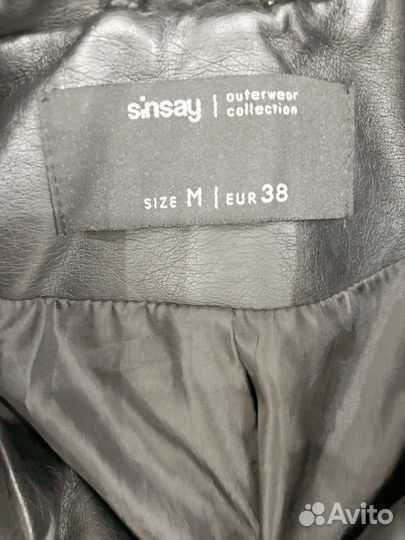 sinsay | outerwear
collection
SIZE M | EUR 38
Avito